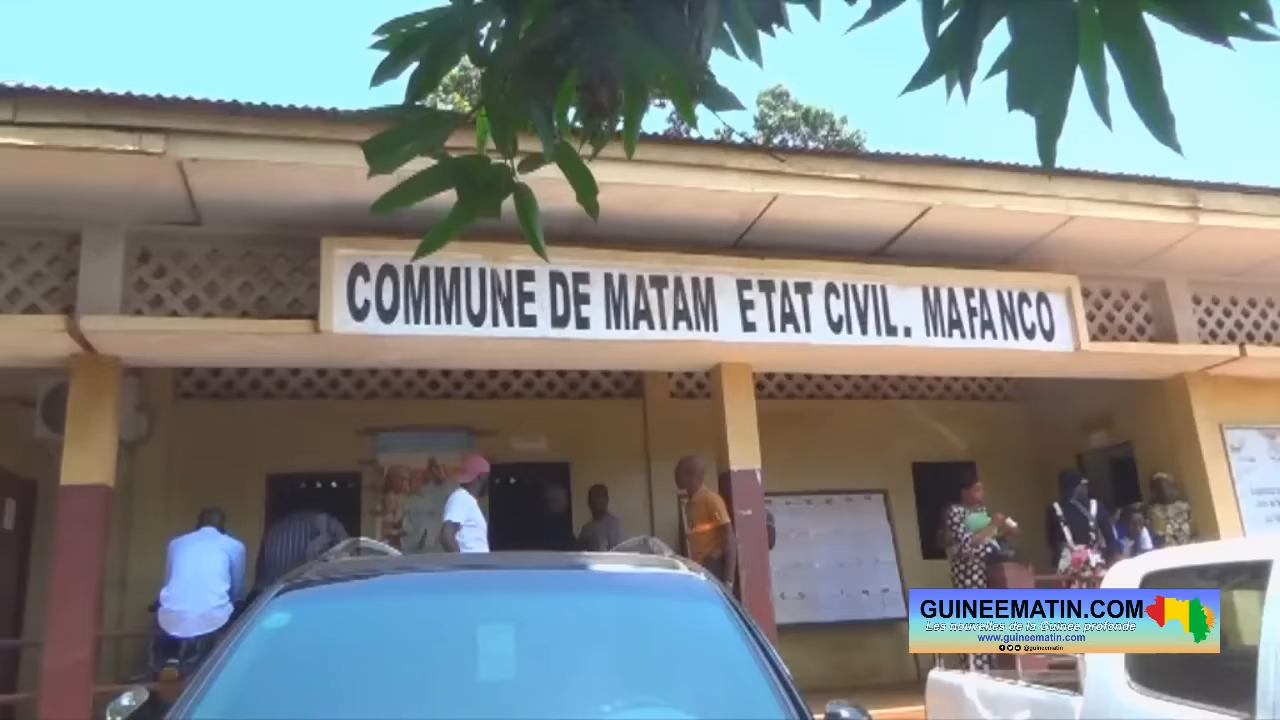 COMMUNE DE MATAM ETAT CIVIL. MAFANCO
GUINEEMATIN.COM
Les nouvelles de la Guinée profonde
www.guineematin.com
@guineematin